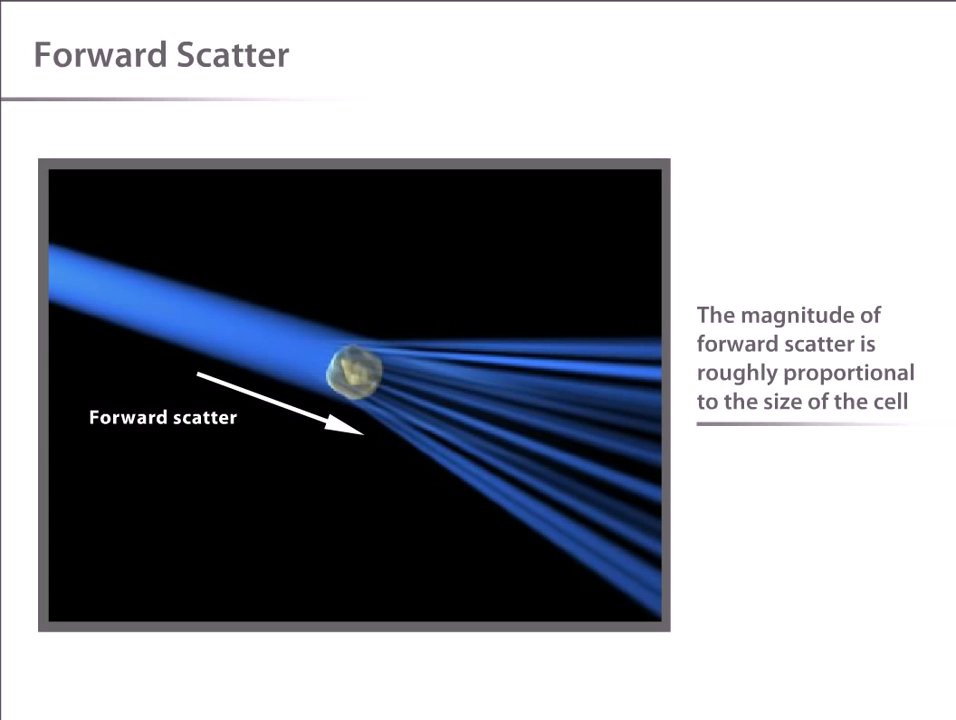 Forward Scatter
Forward scatter
The magnitude of
forward scatter is
roughly proportional
to the size of the cell